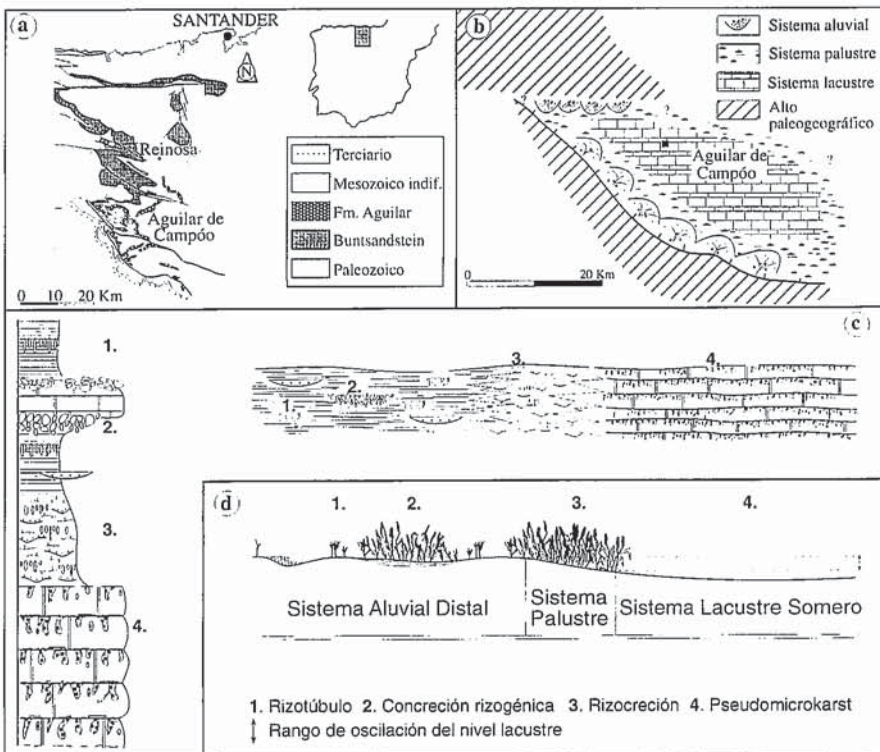 (a)
SANTANDER
N
Reinosa
Aguilar de
Campóo
0 10 20 Km
Terciario
Mesozoico indif.
Fm. Aguilar
Buntsandstein
Paleozoico
(b)
?
Aguilar de
Campóo
?
?
0 20 Km
Sistema aluvial
Sistema palustre
Sistema lacustre
Alto
paleogeográfico
(c)
1.
2.
3.
4.
1.
2.
3.
4.
(d)
1. 2. 3. 4.
Sistema Aluvial Distal
Sistema
Palustre
Sistema Lacustre Somero
1. Rizotúbulo 2. Concreción rizogénica 3. Rizocreción 4. Pseudomicrokarst
↕ Rango de oscilación del nivel lacustre